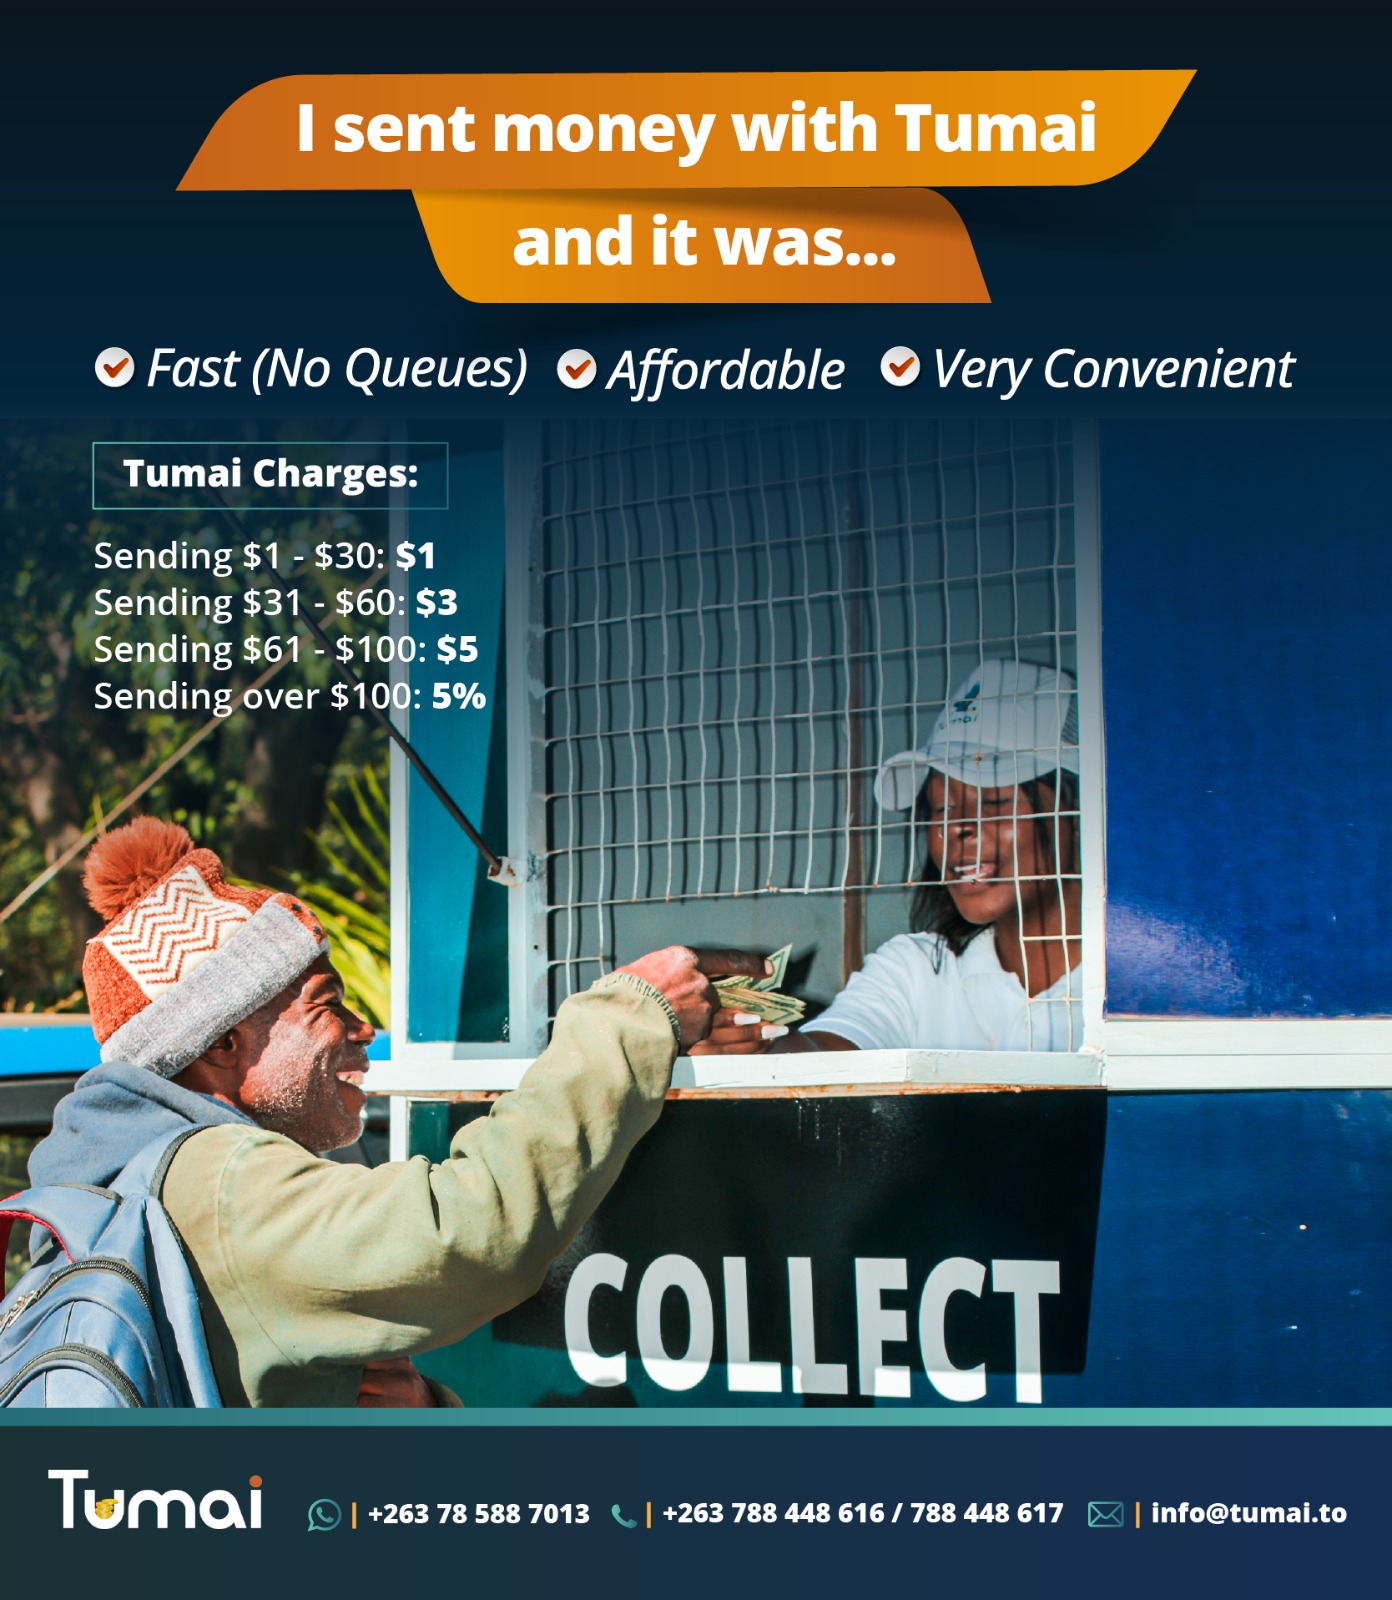 I sent money with Tumai
and it was...
Fast (No Queues) Affordable Very Convenient
Tumai Charges:
Sending $1 - $30: $1
Sending $31 - $60: $3
Sending $61 - $100: $5
Sending over $100: 5%
tumai
COLLECT
Tumai
+263 78 588 7013 +263 788 448 616 / 788 448 617 info@tumai.to